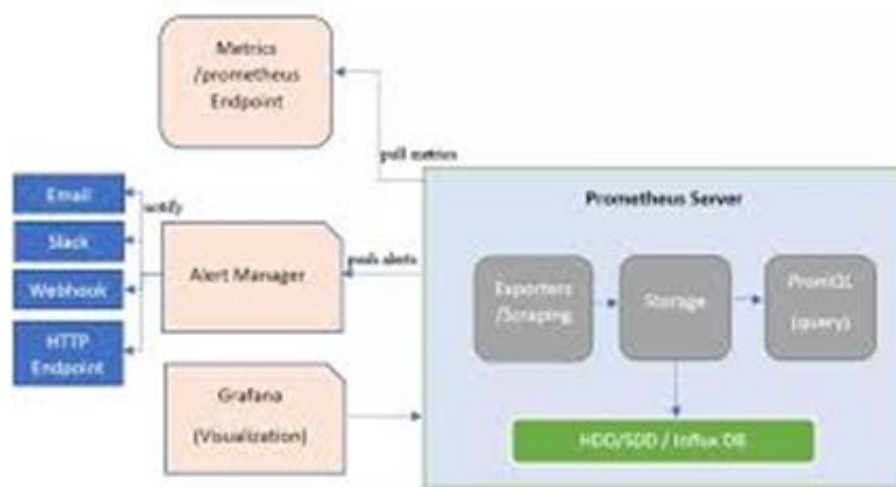 Metrics
/prometheus
Endpoint
pull metrics
Prometheus Server
Email
notify
Slack
Alert Manager
push alerts
Webhook
HTTP
Endpoint
Exporters
/Scraping
Storage
PromQL
(query)
Grafana
(Visualization)
HDD/SDD / Influx DB